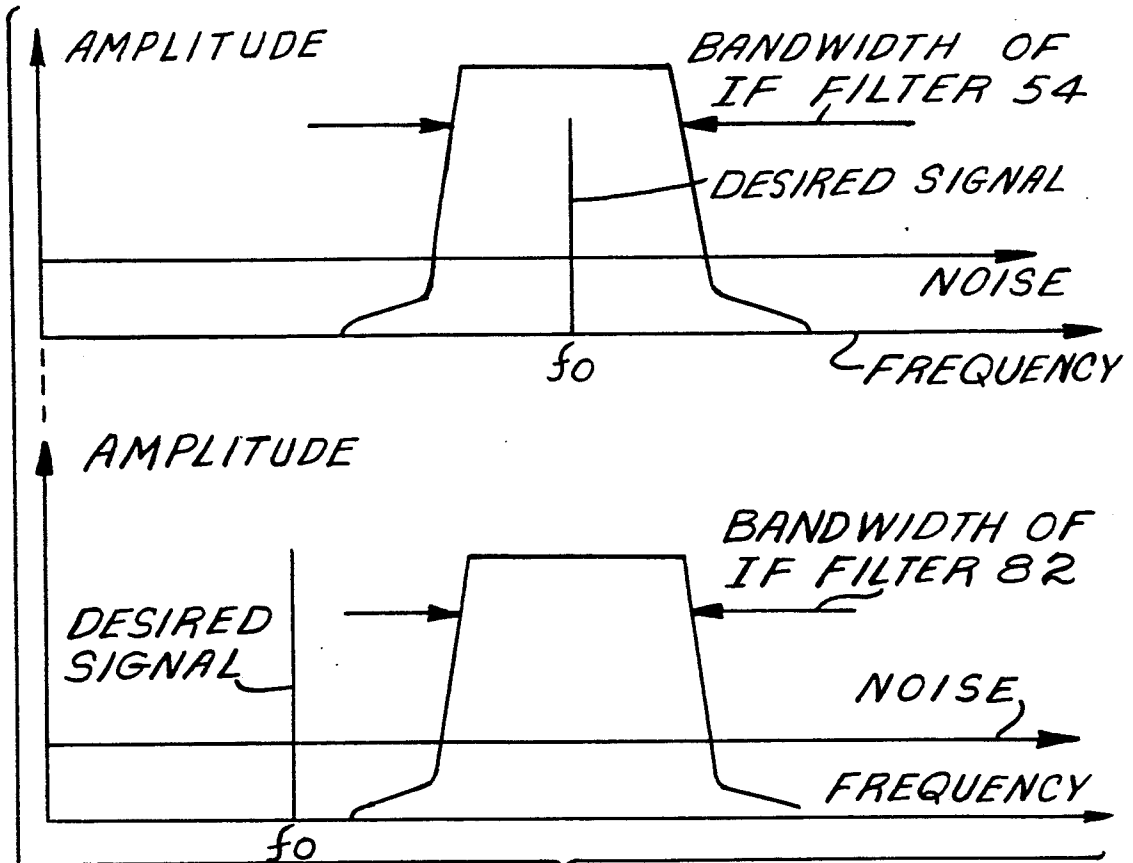 AMPLITUDE
BANDWIDTH OF
IF FILTER 54
DESIRED SIGNAL
NOISE
fo
FREQUENCY
AMPLITUDE
BANDWIDTH OF
IF FILTER 82
DESIRED
SIGNAL
NOISE
FREQUENCY
fo